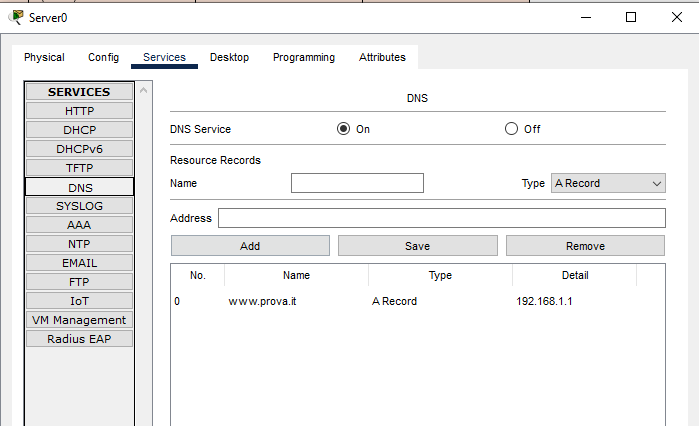 Server0
Physical Config Services Desktop Programming Attributes
SERVICES
HTTP
DHCP
DHCPv6
TFTP
DNS
SYSLOG
AAA
NTP
EMAIL
FTP
IoT
VM Management
Radius EAP
DNS
DNS Service On Off
Resource Records
Name Type A Record
Address
Add Save Remove
No. Name Type Detail
0 www.prova.it A Record 192.168.1.1